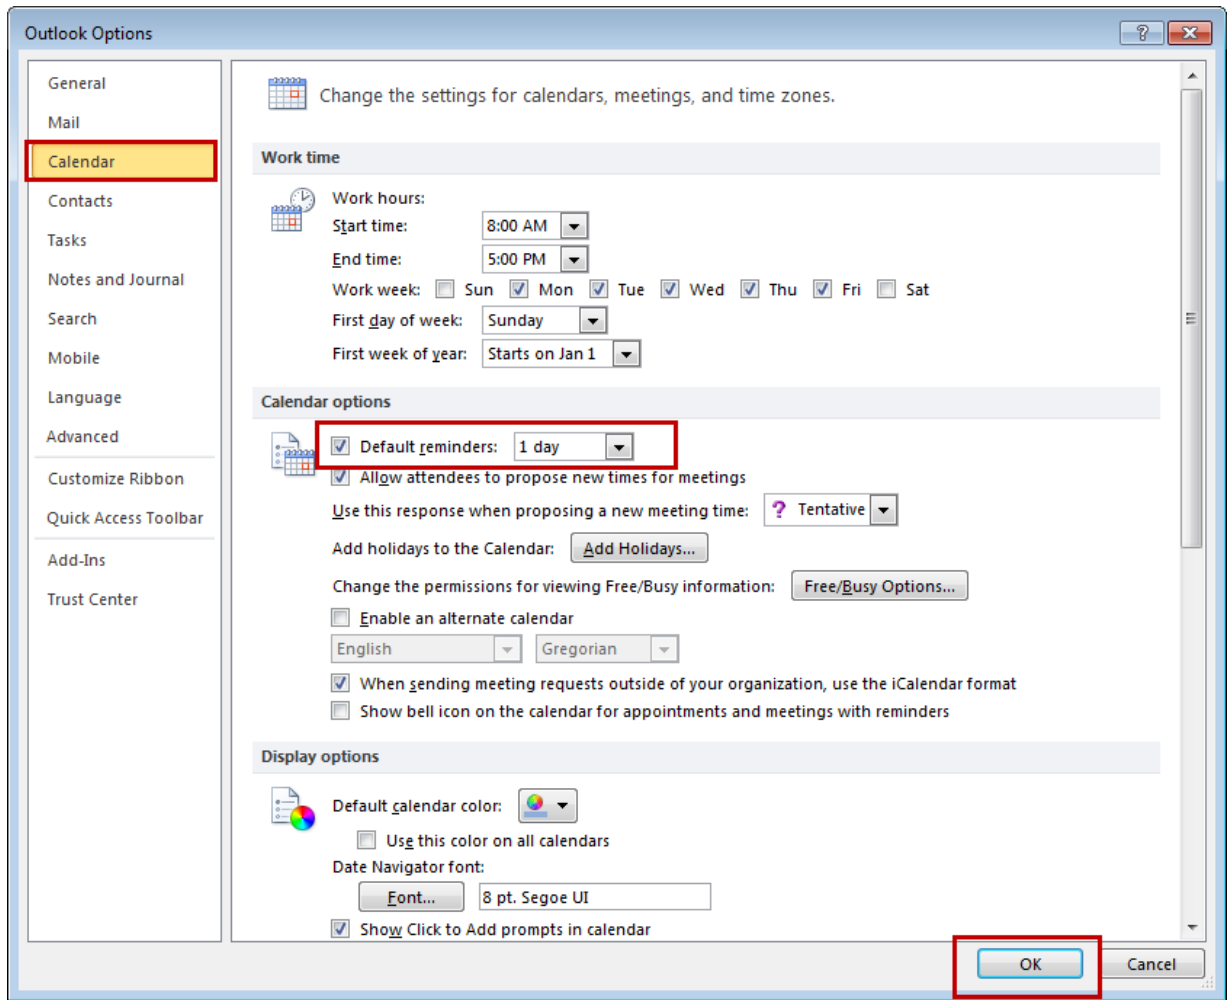 Outlook Options
General
Mail
Calendar
Contacts
Tasks
Notes and Journal
Search
Mobile
Language
Advanced
Customize Ribbon
Quick Access Toolbar
Add-Ins
Trust Center
Change the settings for calendars, meetings, and time zones.
Work time
Work hours:
Start time: 8:00 AM
End time: 5:00 PM
Work week: Sun Mon Tue Wed Thu Fri Sat
First day of week: Sunday
First week of year: Starts on Jan 1
Calendar options
Default reminders: 1 day
Allow attendees to propose new times for meetings
Use this response when proposing a new meeting time: ? Tentative
Add holidays to the Calendar: Add Holidays...
Change the permissions for viewing Free/Busy information: Free/Busy Options...
Enable an alternate calendar
English Gregorian
When sending meeting requests outside of your organization, use the iCalendar format
Show bell icon on the calendar for appointments and meetings with reminders
Display options
Default calendar color:
Use this color on all calendars
Date Navigator font:
Font... 8 pt. Segoe UI
Show Click to Add prompts in calendar
OK Cancel